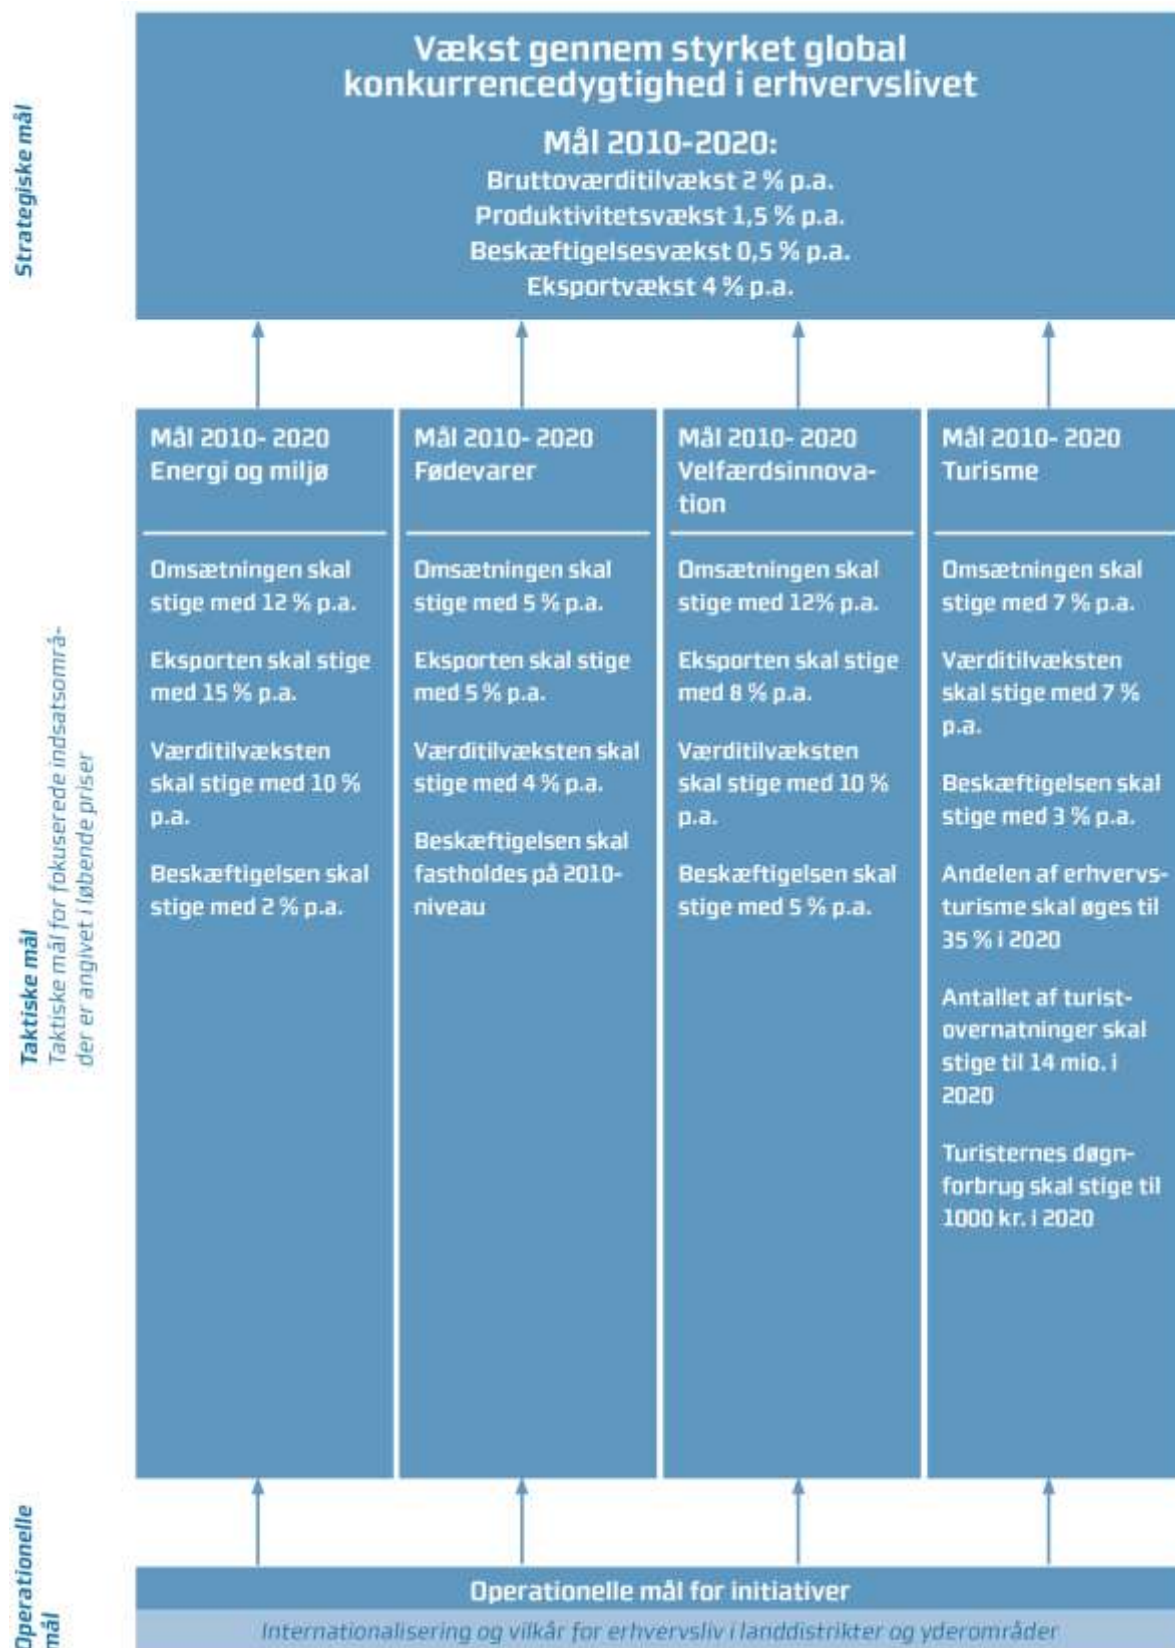 Strategiske mål
Vækst gennem styrket global
konkurrencedygtighed i erhvervslivet
Mål 2010-2020:
Bruttoværditilvækst 2 % p.a.
Produktivitetsvækst 1,5 % p.a.
Beskæftigelsesvækst 0,5 % p.a.
Eksportvækst 4 % p.a.
Taktiske mål
Taktiske mål for fokuserede indsatsområ-
der er angivet i løbende priser
Mål 2010- 2020
Energi og miljø
Omsætningen skal
stige med 12 % p.a.
Eksporten skal stige
med 15 % p.a.
Værditilvæksten
skal stige med 10 %
p.a.
Beskæftigelsen skal
stige med 2 % p.a.
Mål 2010- 2020
Fødevarer
Omsætningen skal
stige med 5 % p.a.
Eksporten skal stige
med 5 % p.a.
Værditilvæksten skal
stige med 4 % p.a.
Beskæftigelsen skal
fastholdes på 2010-
niveau
Mål 2010- 2020
Velfærdsinnova-
tion
Omsætningen skal
stige med 12% p.a.
Eksporten skal stige
med 8 % p.a.
Værditilvæksten
skal stige med 10 %
p.a.
Beskæftigelsen skal
stige med 5 % p.a.
Mål 2010- 2020
Turisme
Omsætningen skal
stige med 7 % p.a.
Værditilvæksten
skal stige med 7 %
p.a.
Beskæftigelsen skal
stige med 3 % p.a.
Andelen af erhvervs-
turisme skal øges til
35 % i 2020
Antallet af turist-
overnatninger skal
stige til 14 mio. i
2020
Turisternes døgn-
forbrug skal stige til
1000 kr. i 2020
Operationelle
mål
Operationelle mål for initiativer
Internationalisering og vilkår for erhvervsliv i landdistrikter og yderområder